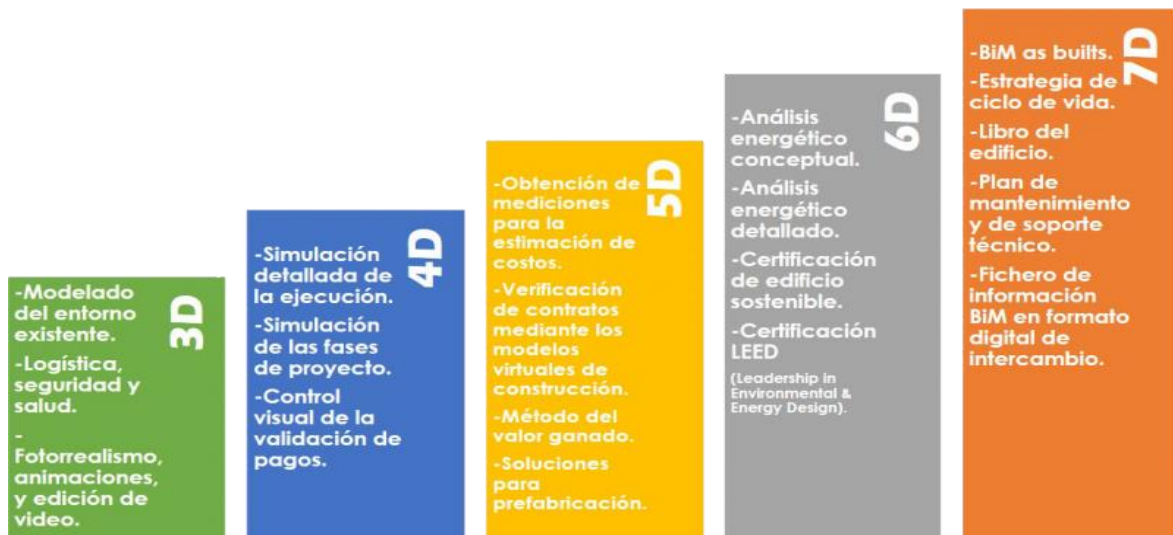 3D
-Modelado
del entorno
existente.
-Logística,
seguridad y
salud.
-
Fotorrealismo,
animaciones,
y edición de
video.
4D
-Simulación
detallada de
la ejecución.
-Simulación
de las fases
de proyecto.
-Control
visual de la
validación de
pagos.
5D
-Obtención de
mediciones
para la
estimación de
costos.
-Verificación
de contratos
mediante los
modelos
virtuales de
construcción.
-Método del
valor ganado.
-Soluciones
para
prefabricación.
6D
-Análisis
energético
conceptual.
-Análisis
energético
detallado.
-Certificación
de edificio
sostenible.
-Certificación
LEED
(Leadership in
Environmental &
Energy Design).
7D
-BiM as builts.
-Estrategia de
ciclo de vida.
-Libro del
edificio.
-Plan de
mantenimiento
y de soporte
técnico.
-Fichero de
información
BiM en formato
digital de
intercambio.